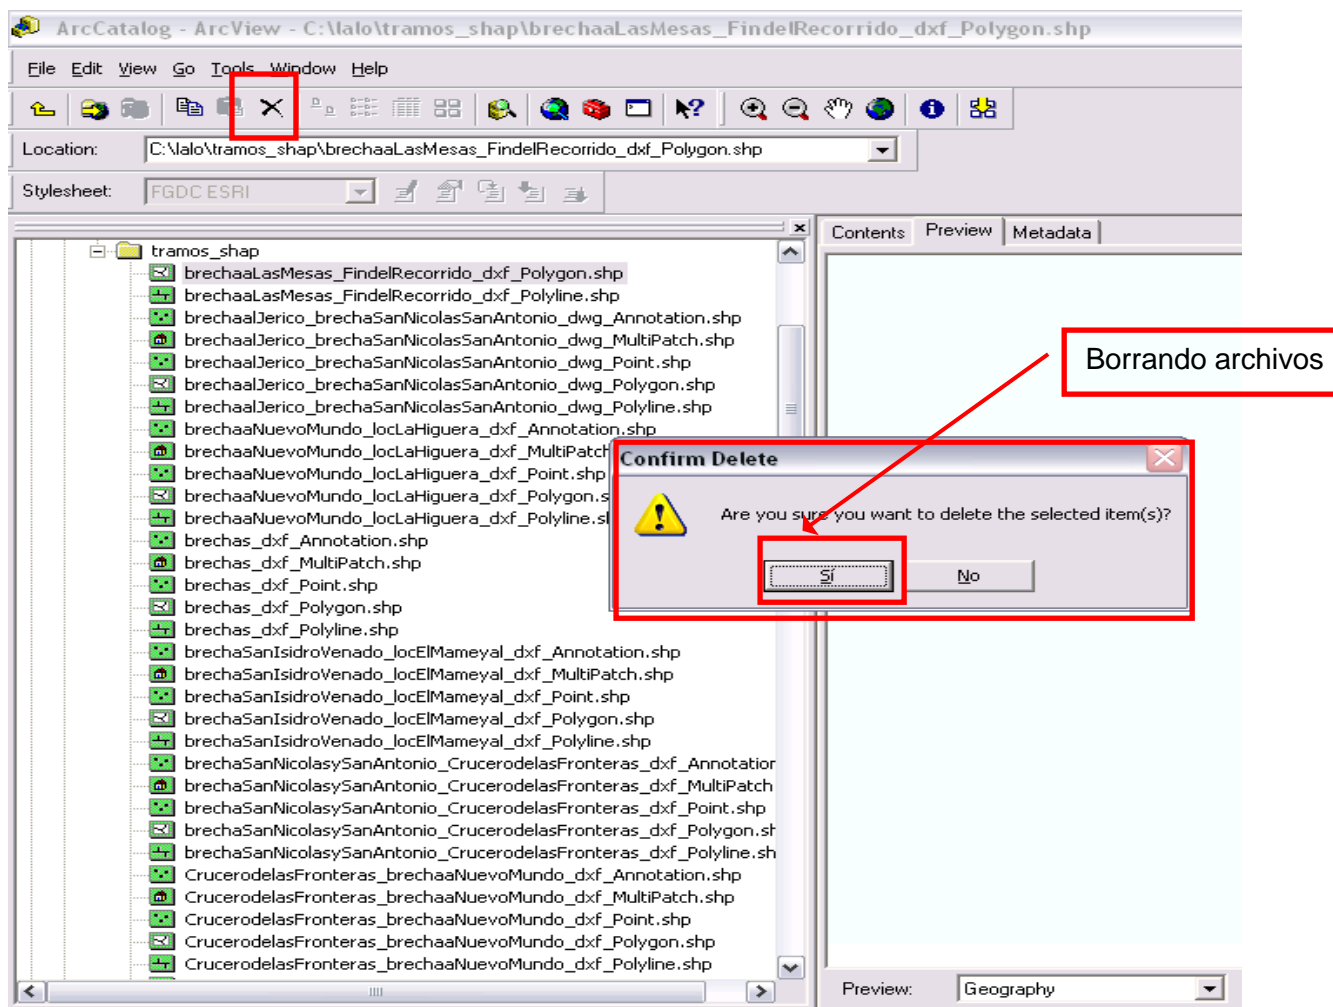 ArcCatalog - ArcView - C:\lalo\tramos_shap\brechaaLasMesas_FindelRecorrido_dxf_Polygon.shp
File Edit View Go Tools Window Help
Location: C:\lalo\tramos_shap\brechaaLasMesas_FindelRecorrido_dxf_Polygon.shp
Stylesheet: FGDC ESRI
Contents Preview Metadata
tramos_shap
brechaaLasMesas_FindelRecorrido_dxf_Polygon.shp
brechaaLasMesas_FindelRecorrido_dxf_Polyline.shp
brechaalJerico_brechaSanNicolasSanAntonio_dwg_Annotation.shp
brechaalJerico_brechaSanNicolasSanAntonio_dwg_MultiPatch.shp
brechaalJerico_brechaSanNicolasSanAntonio_dwg_Point.shp
brechaalJerico_brechaSanNicolasSanAntonio_dwg_Polygon.shp
brechaalJerico_brechaSanNicolasSanAntonio_dwg_Polyline.shp
brechaaNuevoMundo_locLaHiguera_dxf_Annotation.shp
brechaaNuevoMundo_locLaHiguera_dxf_MultiPatch
brechaaNuevoMundo_locLaHiguera_dxf_Point.shp
brechaaNuevoMundo_locLaHiguera_dxf_Polygon.s
brechaaNuevoMundo_locLaHiguera_dxf_Polyline.sl
brechas_dxf_Annotation.shp
brechas_dxf_MultiPatch.shp
brechas_dxf_Point.shp
brechas_dxf_Polygon.shp
brechas_dxf_Polyline.shp
brechaSanIsidroVenado_locElMameyal_dxf_Annotation.shp
brechaSanIsidroVenado_locElMameyal_dxf_MultiPatch.shp
brechaSanIsidroVenado_locElMameyal_dxf_Point.shp
brechaSanIsidroVenado_locElMameyal_dxf_Polygon.shp
brechaSanIsidroVenado_locElMameyal_dxf_Polyline.shp
brechaSanNicolasySanAntonio_CrucerodelasFronteras_dxf_Annotation
brechaSanNicolasySanAntonio_CrucerodelasFronteras_dxf_MultiPatch
brechaSanNicolasySanAntonio_CrucerodelasFronteras_dxf_Point.shp
brechaSanNicolasySanAntonio_CrucerodelasFronteras_dxf_Polygon.sh
brechaSanNicolasySanAntonio_CrucerodelasFronteras_dxf_Polyline.sh
CrucerodelasFronteras_brechaaNuevoMundo_dxf_Annotation.shp
CrucerodelasFronteras_brechaaNuevoMundo_dxf_MultiPatch.shp
CrucerodelasFronteras_brechaaNuevoMundo_dxf_Point.shp
CrucerodelasFronteras_brechaaNuevoMundo_dxf_Polygon.shp
CrucerodelasFronteras_brechaaNuevoMundo_dxf_Polyline.shp
Borrando archivos
Confirm Delete
Are you sure you want to delete the selected item(s)?
Sí No
Preview: Geography